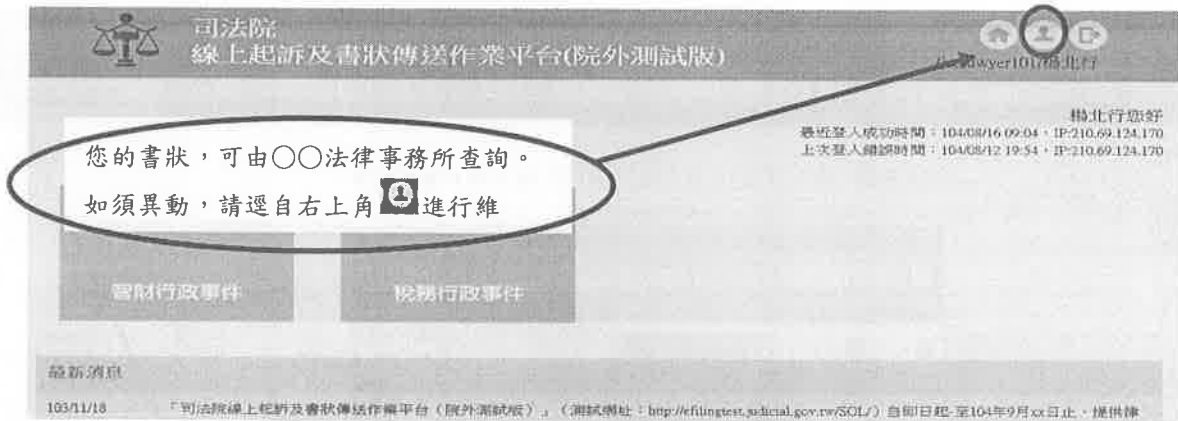 司法院
線上起訴及書狀傳送作業平台(院外測試版)
楊北行您好
最近登入成功時間：104/08/16 09:04，IP:210.69.124.170
上次登入錯誤時間：104/08/12 19:54，IP:210.69.124.170
您的書狀，可由○○法律事務所查詢。
如須異動，請逕自右上角 進行維
智財行政事件
稅務行政事件
最新消息
103/11/18 「司法院線上起訴及書狀傳送作業平台（院外測試版）」（測試網址：http://efilingtest.judicial.gov.tw/SOL/）自即日起-至104年9月xx日止，提供律